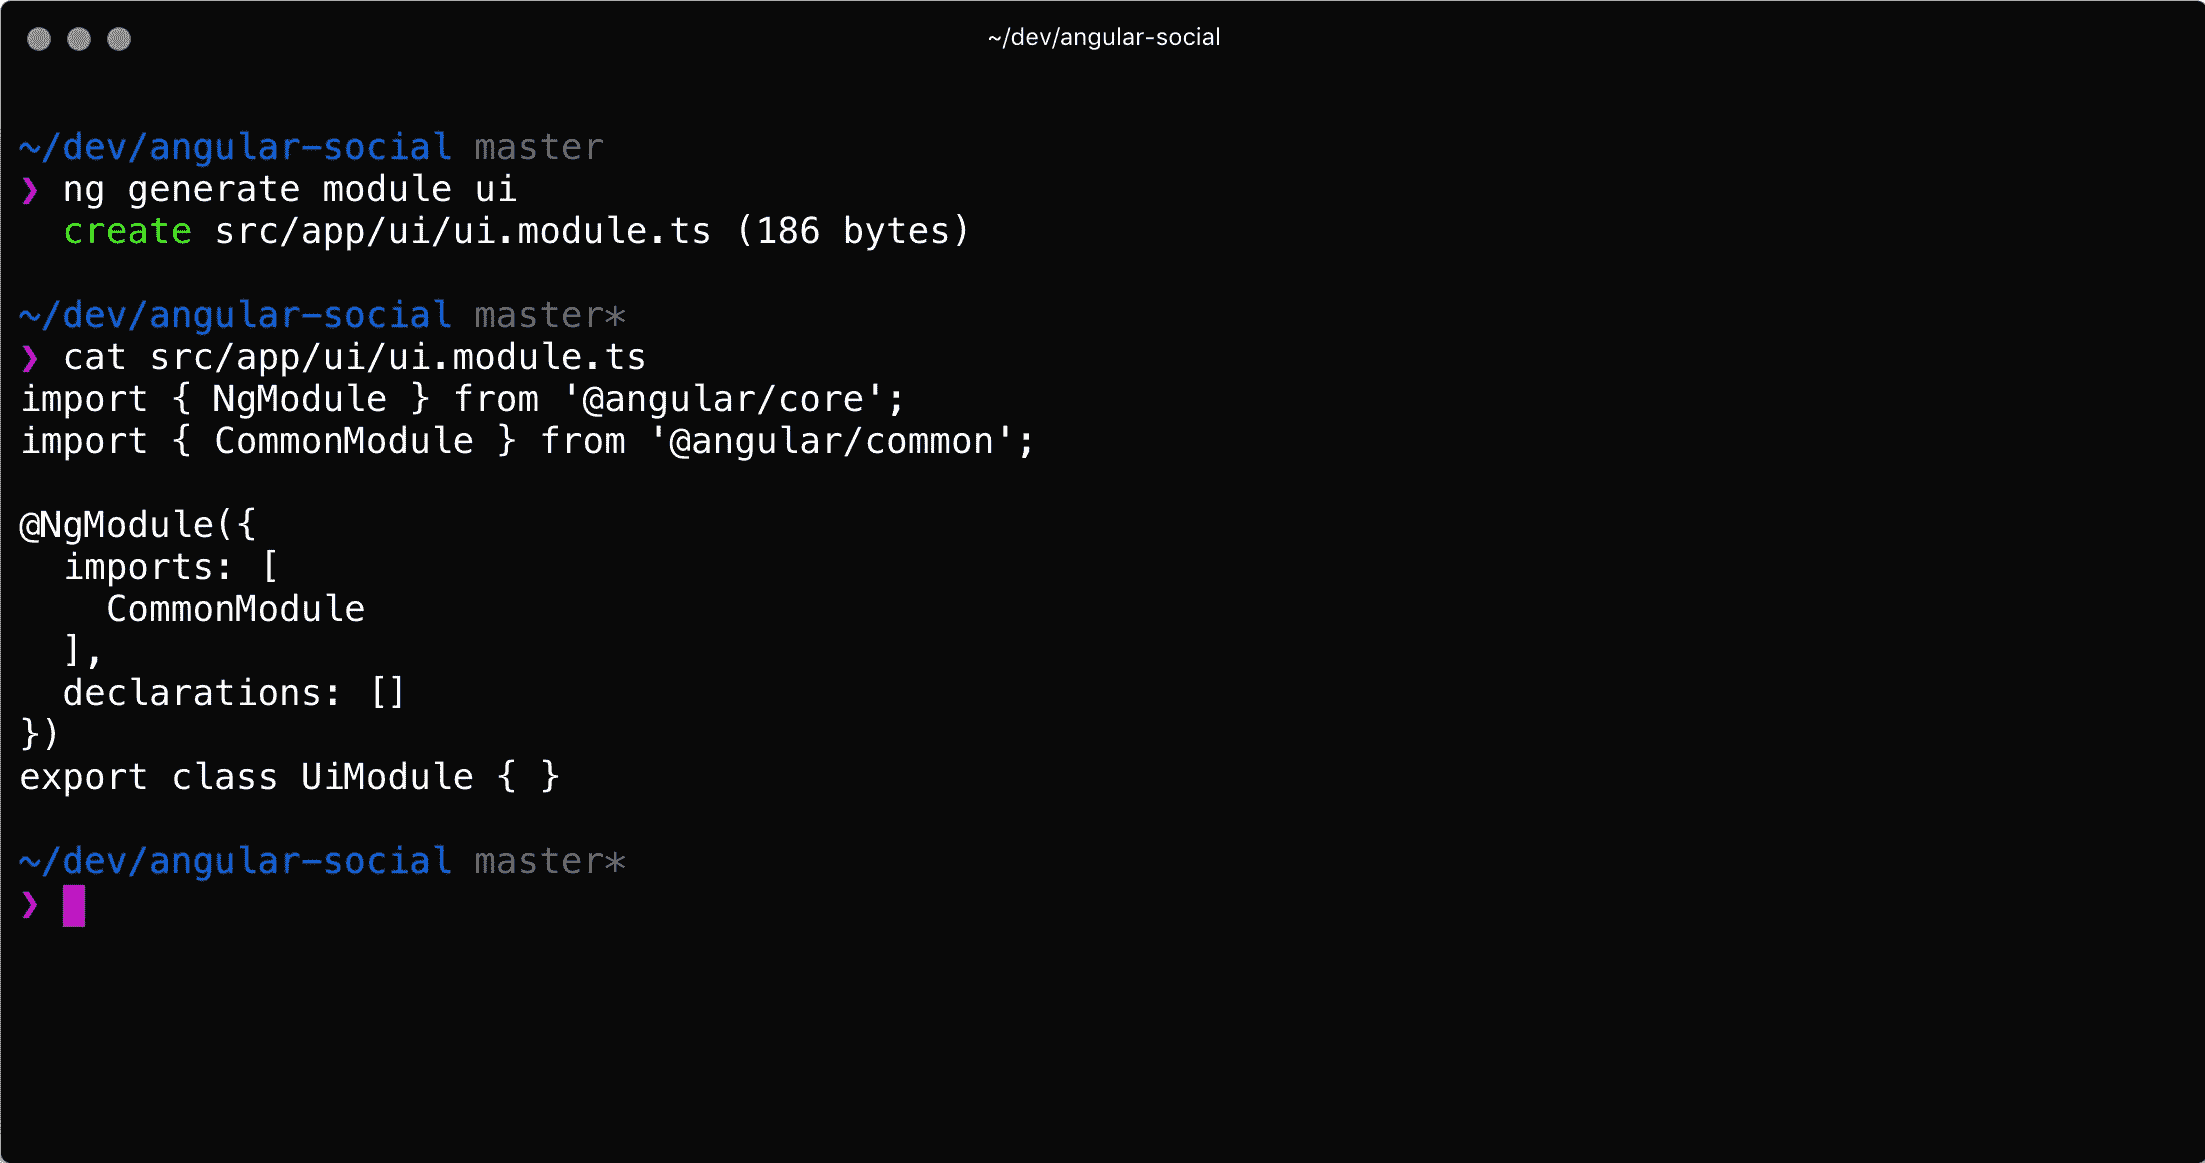 ~/dev/angular-social
~/dev/angular-social master
❯ ng generate module ui
  create src/app/ui/ui.module.ts (186 bytes)
~/dev/angular-social master*
❯ cat src/app/ui/ui.module.ts
import { NgModule } from '@angular/core';
import { CommonModule } from '@angular/common';
@NgModule({
  imports: [
    CommonModule
  ],
  declarations: []
})
export class UiModule { }
~/dev/angular-social master*
❯